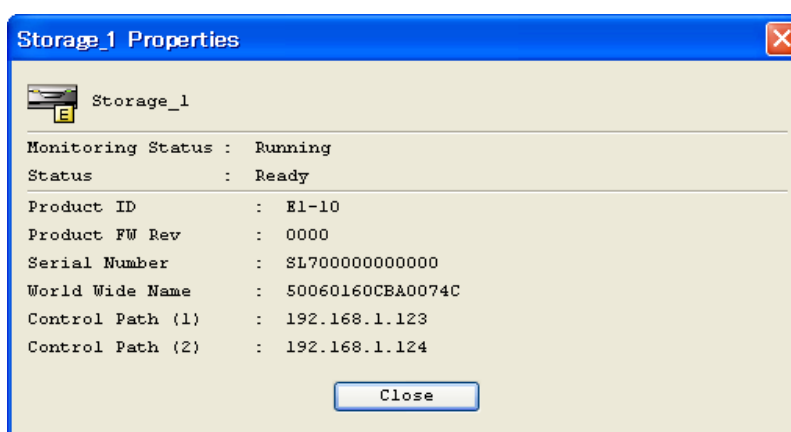 Storage_1 Properties
E
Storage_1
Monitoring Status : Running
Status : Ready
Product ID : E1-10
Product FW Rev : 0000
Serial Number : SL700000000000
World Wide Name : 50060160CBA0074C
Control Path (1) : 192.168.1.123
Control Path (2) : 192.168.1.124
Close